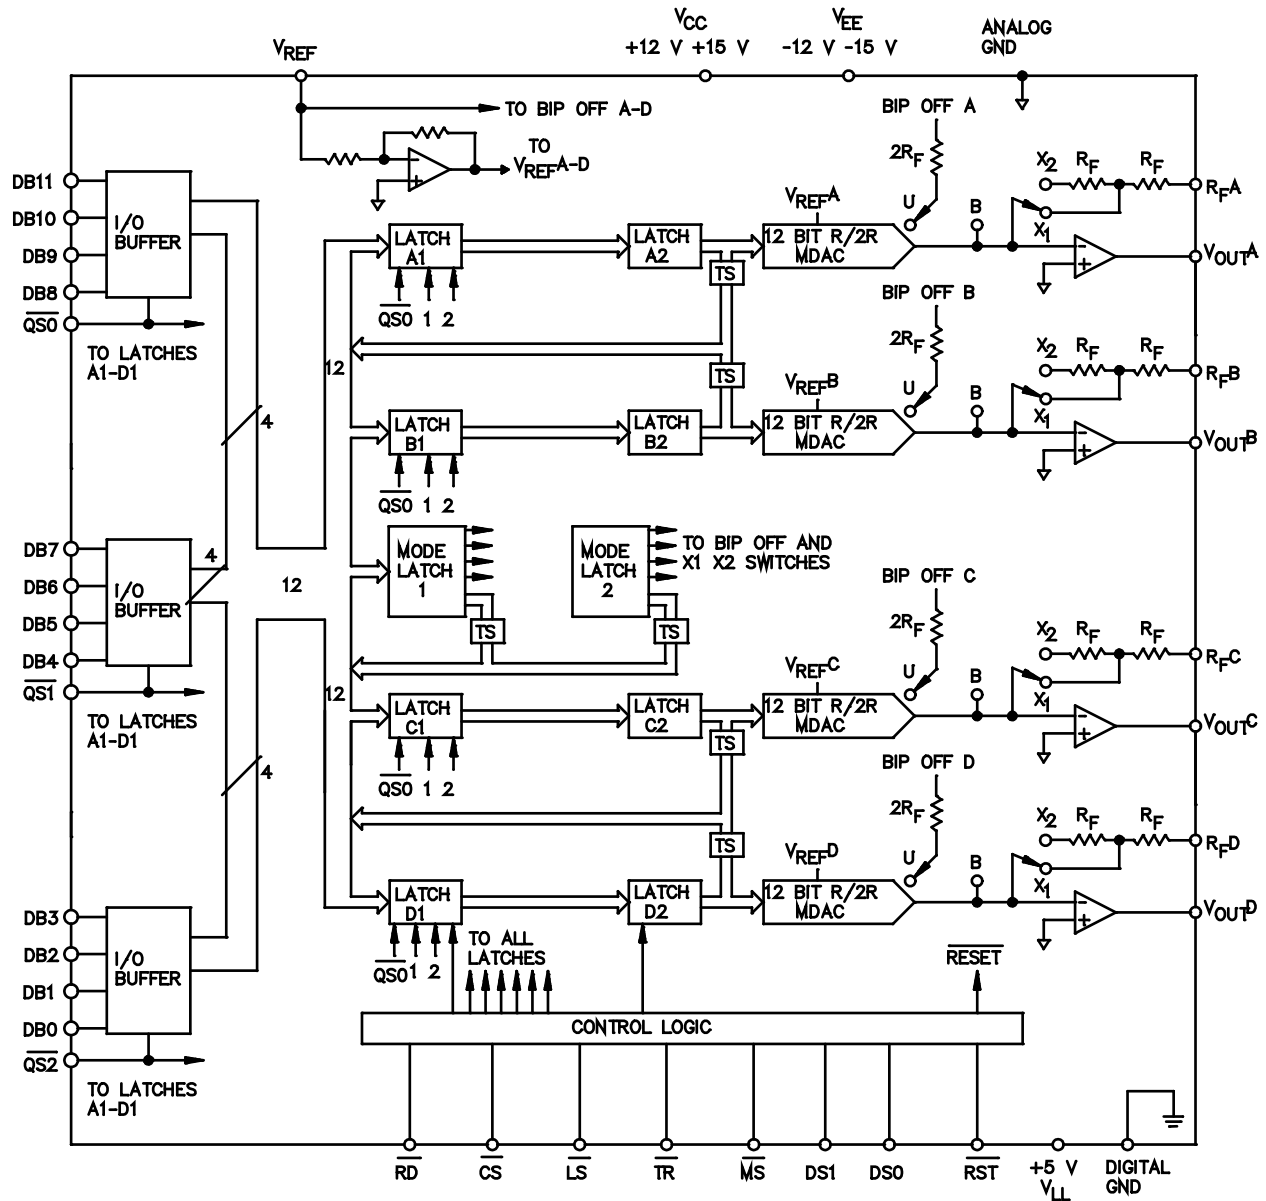 VCC
+12 V +15 V
VEE
-12 V -15 V
ANALOG
GND
VREF
TO BIP OFF A-D
TO
VREFA-D
BIP OFF A
2RF
U
B
X2
RF
RF
RFA
X1
DB11
DB10
DB9
DB8
I/O
BUFFER
QS0
TO LATCHES
A1-D1
LATCH
A1
QS0 1 2
LATCH
A2
TS
VREFA
12 BIT R/2R
MDAC
VOUTA
12
4
BIP OFF B
2RF
U
B
X2
RF
RF
RFB
X1
TS
LATCH
B1
QS0 1 2
LATCH
B2
VREFB
12 BIT R/2R
MDAC
VOUTB
DB7
DB6
DB5
DB4
I/O
BUFFER
4
12
QS1
TO LATCHES
A1-D1
MODE
LATCH
1
MODE
LATCH
2
TO BIP OFF AND
X1 X2 SWITCHES
TS
TS
BIP OFF C
2RF
U
B
X2
RF
RF
RFC
X1
12
LATCH
C1
QS0 1 2
LATCH
C2
TS
VREFC
12 BIT R/2R
MDAC
VOUTC
4
BIP OFF D
2RF
U
B
X2
RF
RF
RFD
X1
TS
LATCH
D1
QS0 1 2
LATCH
D2
VREFD
12 BIT R/2R
MDAC
VOUTD
DB3
DB2
DB1
DB0
I/O
BUFFER
QS2
TO LATCHES
A1-D1
TO ALL
LATCHES
RESET
CONTROL LOGIC
RD
CS
LS
TR
MS
DS1
DS0
RST
+5 V
VLL
DIGITAL
GND